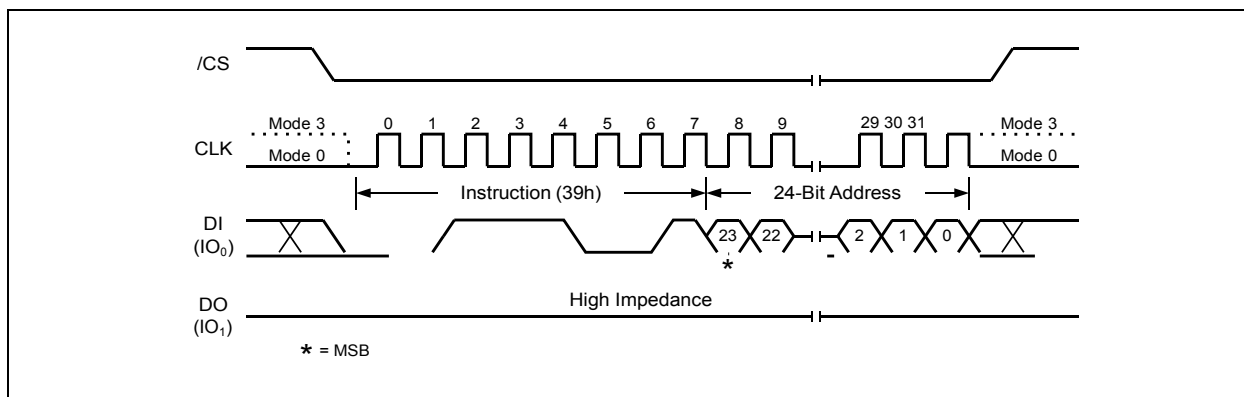 /CS
Mode 3 0 1 2 3 4 5 6 7 8 9 29 30 31 Mode 3
CLK Mode 0 Mode 0
Instruction (39h) 24-Bit Address
DI
(IO₀)
23 22 2 1 0
*
High Impedance
DO
(IO₁)
* = MSB